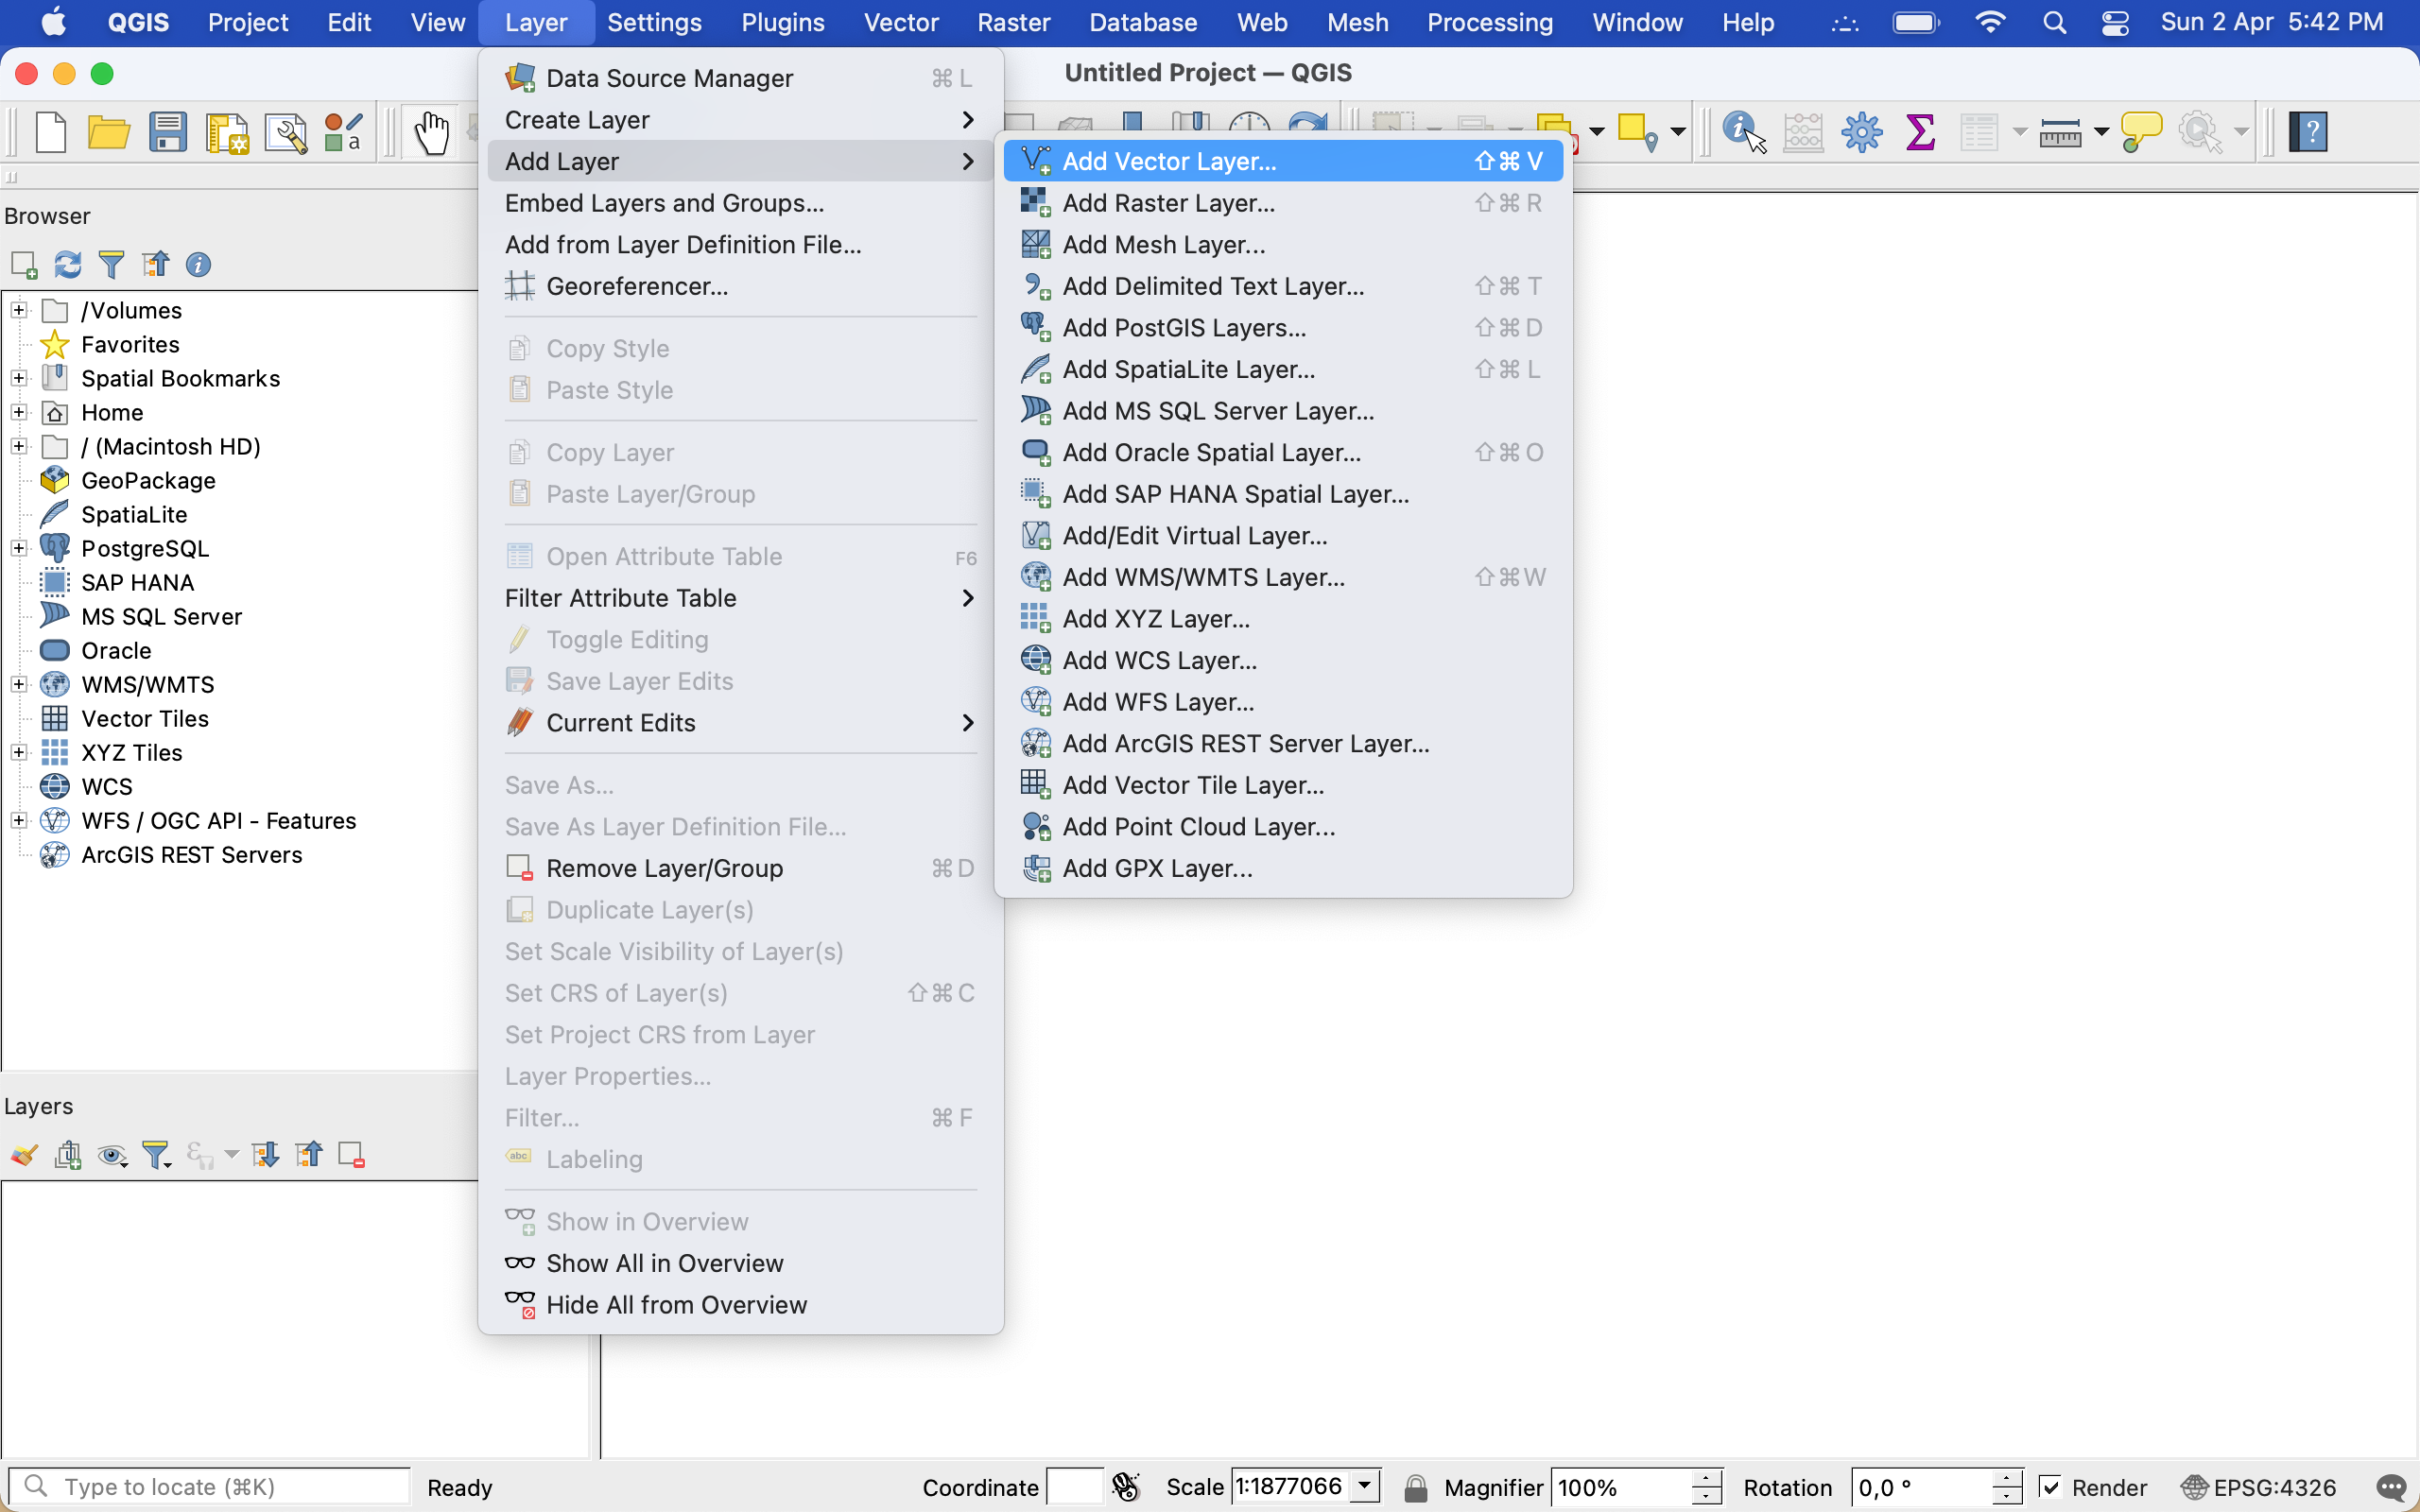 QGIS Project Edit View Layer Settings Plugins Vector Raster Database Web Mesh Processing Window Help Sun 2 Apr 5:42 PM
Untitled Project — QGIS
Data Source Manager ⌘ L
Create Layer
Add Layer
Embed Layers and Groups...
Add from Layer Definition File...
Georeferencer...
Copy Style
Paste Style
Copy Layer
Paste Layer/Group
Open Attribute Table F6
Filter Attribute Table
Toggle Editing
Save Layer Edits
Current Edits
Save As...
Save As Layer Definition File...
Remove Layer/Group ⌘ D
Duplicate Layer(s)
Set Scale Visibility of Layer(s)
Set CRS of Layer(s) ⇧ ⌘ C
Set Project CRS from Layer
Layer Properties...
Filter... ⌘ F
abc Labeling
Show in Overview
Show All in Overview
Hide All from Overview
Add Vector Layer... ⇧ ⌘ V
Add Raster Layer... ⇧ ⌘ R
Add Mesh Layer...
Add Delimited Text Layer... ⇧ ⌘ T
Add PostGIS Layers... ⇧ ⌘ D
Add SpatiaLite Layer... ⇧ ⌘ L
Add MS SQL Server Layer...
Add Oracle Spatial Layer... ⇧ ⌘ O
Add SAP HANA Spatial Layer...
Add/Edit Virtual Layer...
Add WMS/WMTS Layer... ⇧ ⌘ W
Add XYZ Layer...
Add WCS Layer...
Add WFS Layer...
Add ArcGIS REST Server Layer...
Add Vector Tile Layer...
Add Point Cloud Layer...
Add GPX Layer...
Browser
/Volumes
Favorites
Spatial Bookmarks
Home
/ (Macintosh HD)
GeoPackage
SpatiaLite
PostgreSQL
SAP HANA
MS SQL Server
Oracle
WMS/WMTS
Vector Tiles
XYZ Tiles
WCS
WFS / OGC API - Features
ArcGIS REST Servers
Layers
Type to locate (⌘K) Ready Coordinate Scale 1:1877066 Magnifier 100% Rotation 0,0 ° Render EPSG:4326